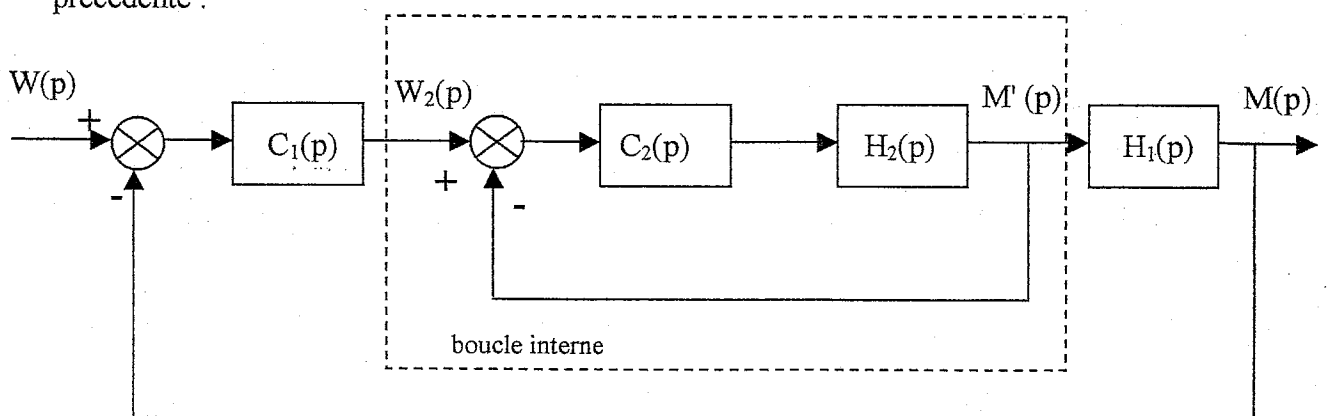 précédente :
W(p)
+
-
C₁(p)
W₂(p)
+
-
C₂(p)
H₂(p)
M' (p)
H₁(p)
M(p)
boucle interne